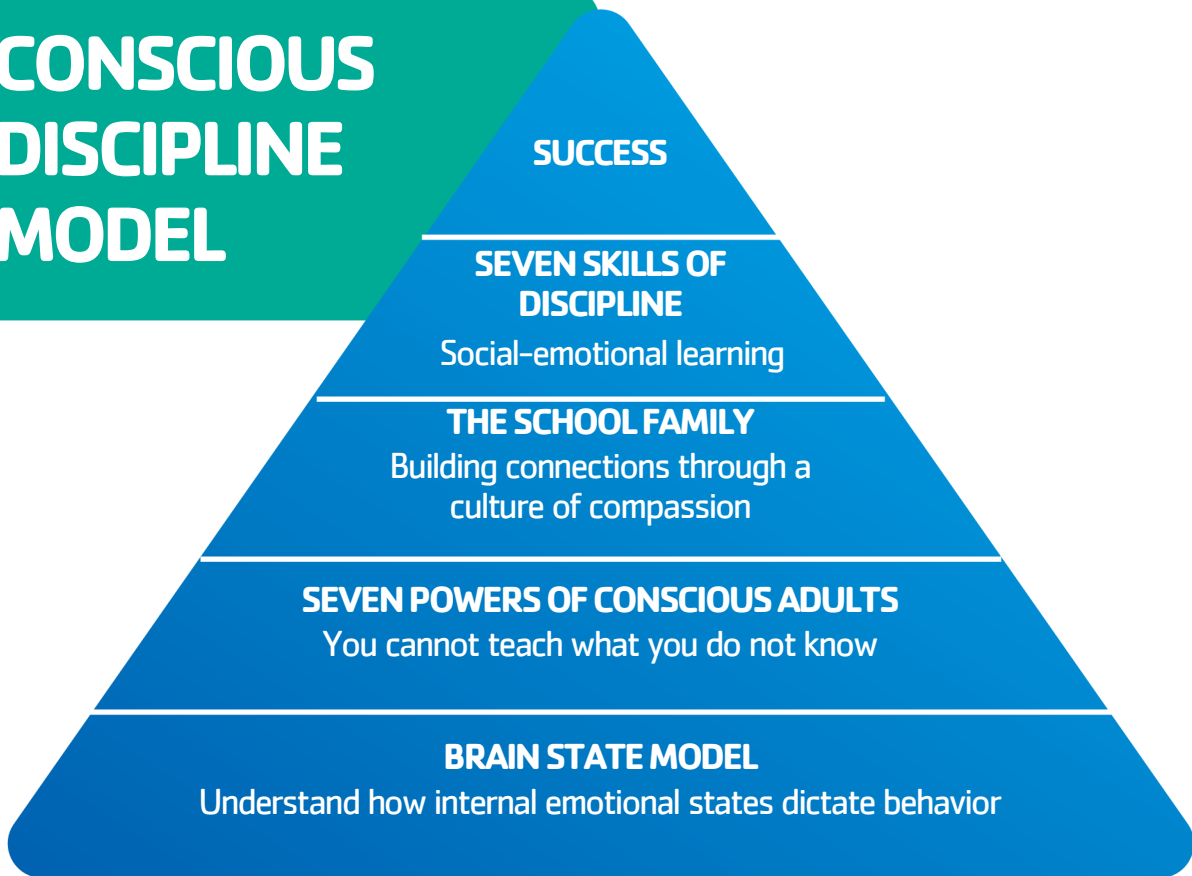 CONSCIOUS
DISCIPLINE
MODEL
SUCCESS
SEVEN SKILLS OF
DISCIPLINE
Social-emotional learning
THE SCHOOL FAMILY
Building connections through a
culture of compassion
SEVEN POWERS OF CONSCIOUS ADULTS
You cannot teach what you do not know
BRAIN STATE MODEL
Understand how internal emotional states dictate behavior